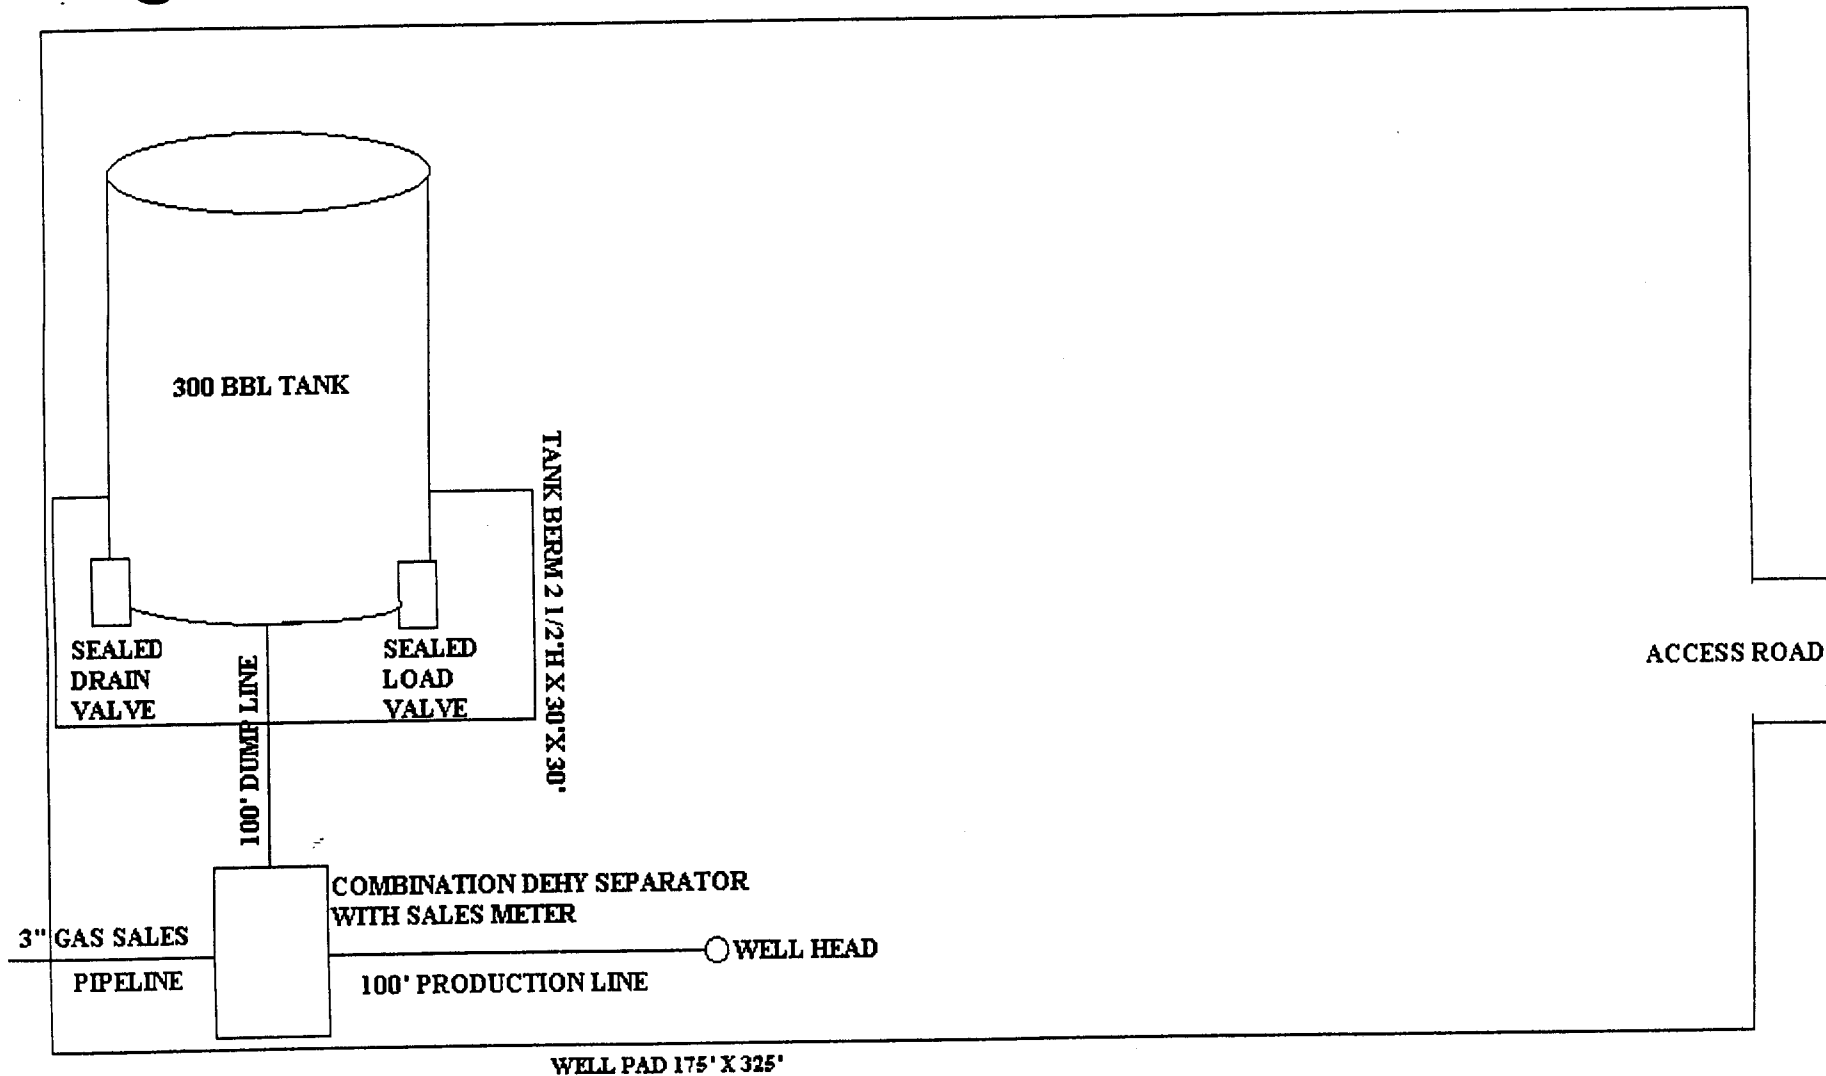 300 BBL TANK
TANK BERM 2 1/2'H X 30'X 30'
SEALED
DRAIN
VALVE
100' DUMP LINE
SEALED
LOAD
VALVE
ACCESS ROAD
COMBINATION DEHY SEPARATOR
WITH SALES METER
3" GAS SALES
PIPELINE
WELL HEAD
100' PRODUCTION LINE
WELL PAD 175' X 325'